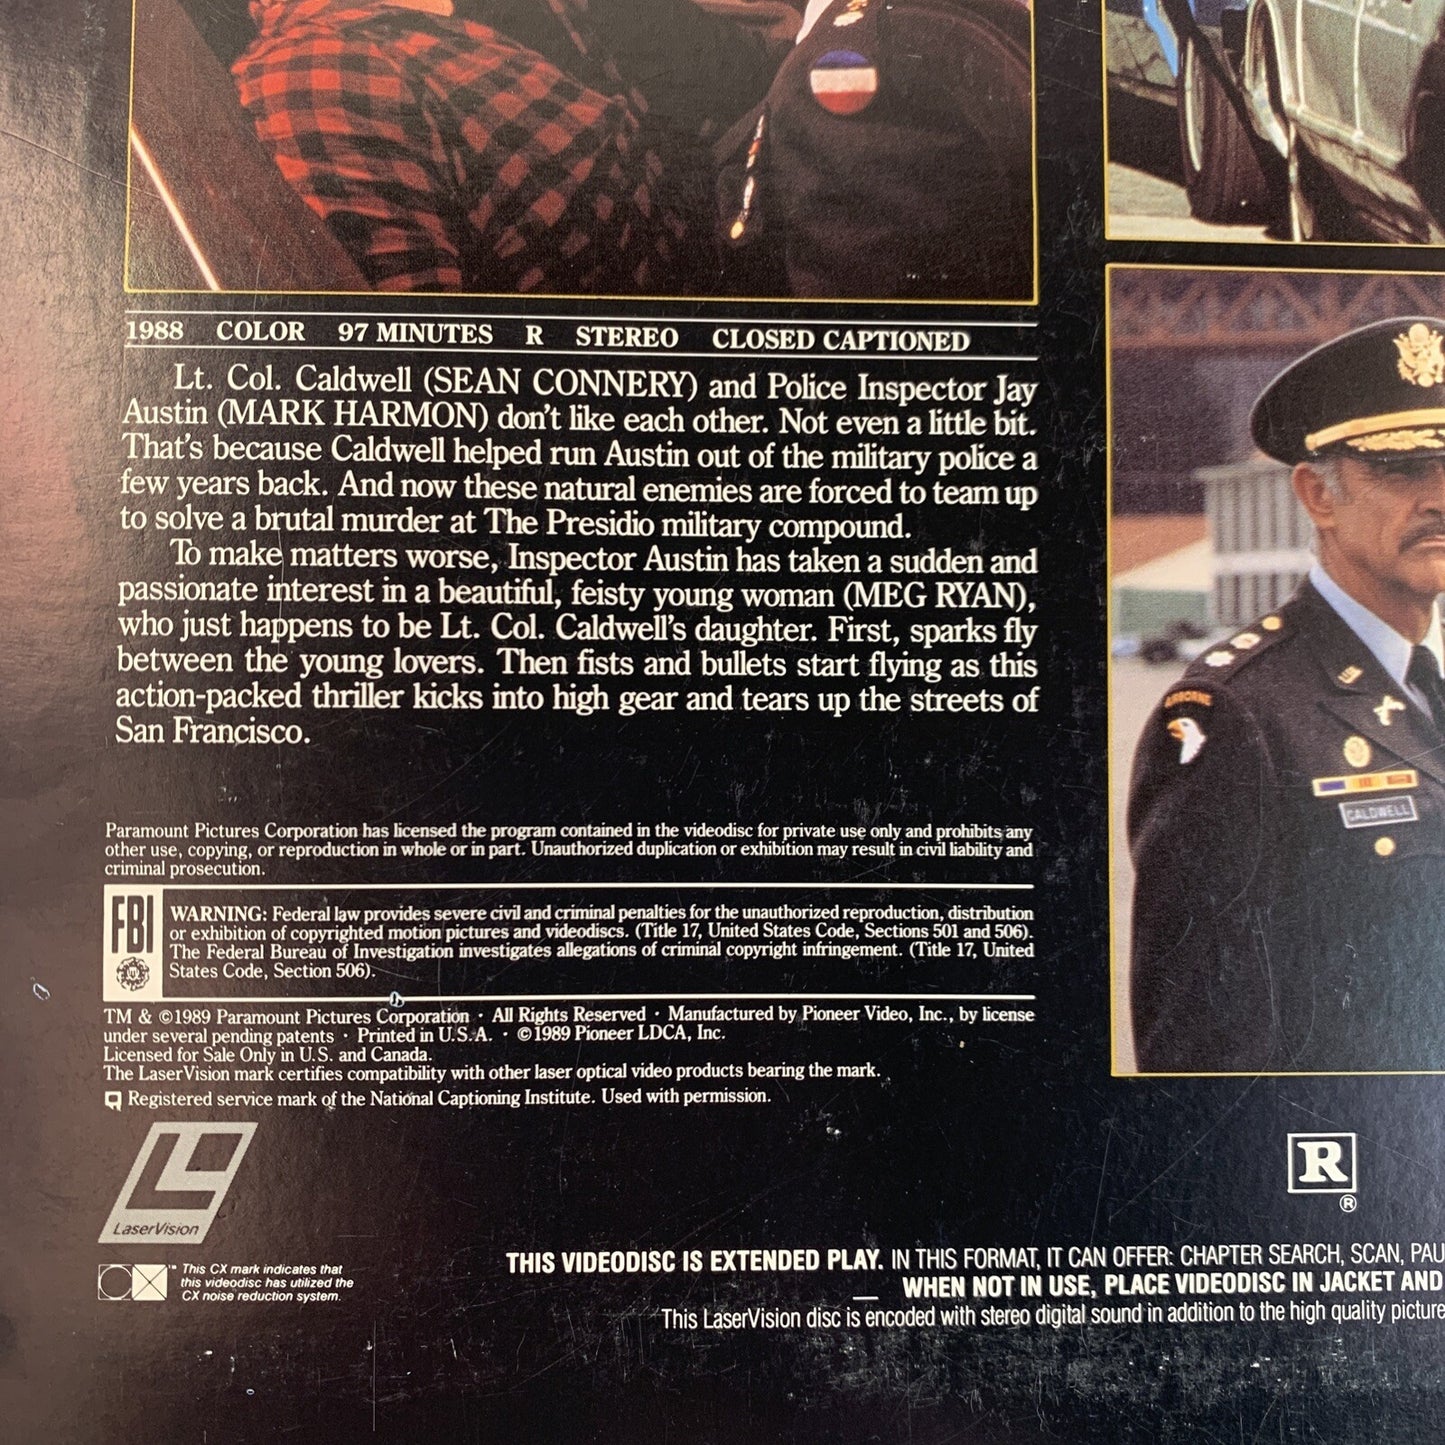 1988 COLOR 97 MINUTES R STEREO CLOSED CAPTIONED
Lt. Col. Caldwell (SEAN CONNERY) and Police Inspector Jay
Austin (MARK HARMON) don't like each other. Not even a little bit.
That's because Caldwell helped run Austin out of the military police a
few years back. And now these natural enemies are forced to team up
to solve a brutal murder at The Presidio military compound.
To make matters worse, Inspector Austin has taken a sudden and
passionate interest in a beautiful, feisty young woman (MEG RYAN),
who just happens to be Lt. Col. Caldwell's daughter. First, sparks fly
between the young lovers. Then fists and bullets start flying as this
action-packed thriller kicks into high gear and tears up the streets of
San Francisco.
AIRBORNE
CALDWELL
Paramount Pictures Corporation has licensed the program contained in the videodisc for private use only and prohibits any
other use, copying, or reproduction in whole or in part. Unauthorized duplication or exhibition may result in civil liability and
criminal prosecution.
FBI
WARNING: Federal law provides severe civil and criminal penalties for the unauthorized reproduction, distribution
or exhibition of copyrighted motion pictures and videodiscs. (Title 17, United States Code, Sections 501 and 506).
The Federal Bureau of Investigation investigates allegations of criminal copyright infringement. (Title 17, United
States Code, Section 506).
TM & ©1989 Paramount Pictures Corporation · All Rights Reserved · Manufactured by Pioneer Video, Inc., by license
under several pending patents · Printed in U.S.A. · ©1989 Pioneer LDCA, Inc.
Licensed for Sale Only in U.S. and Canada.
The LaserVision mark certifies compatibility with other laser optical video products bearing the mark.
Registered service mark of the National Captioning Institute. Used with permission.
LaserVision
R
®
™ This CX mark indicates that
this videodisc has utilized the
CX noise reduction system.
THIS VIDEODISC IS EXTENDED PLAY. IN THIS FORMAT, IT CAN OFFER: CHAPTER SEARCH, SCAN, PAU
WHEN NOT IN USE, PLACE VIDEODISC IN JACKET AND
This LaserVision disc is encoded with stereo digital sound in addition to the high quality picture